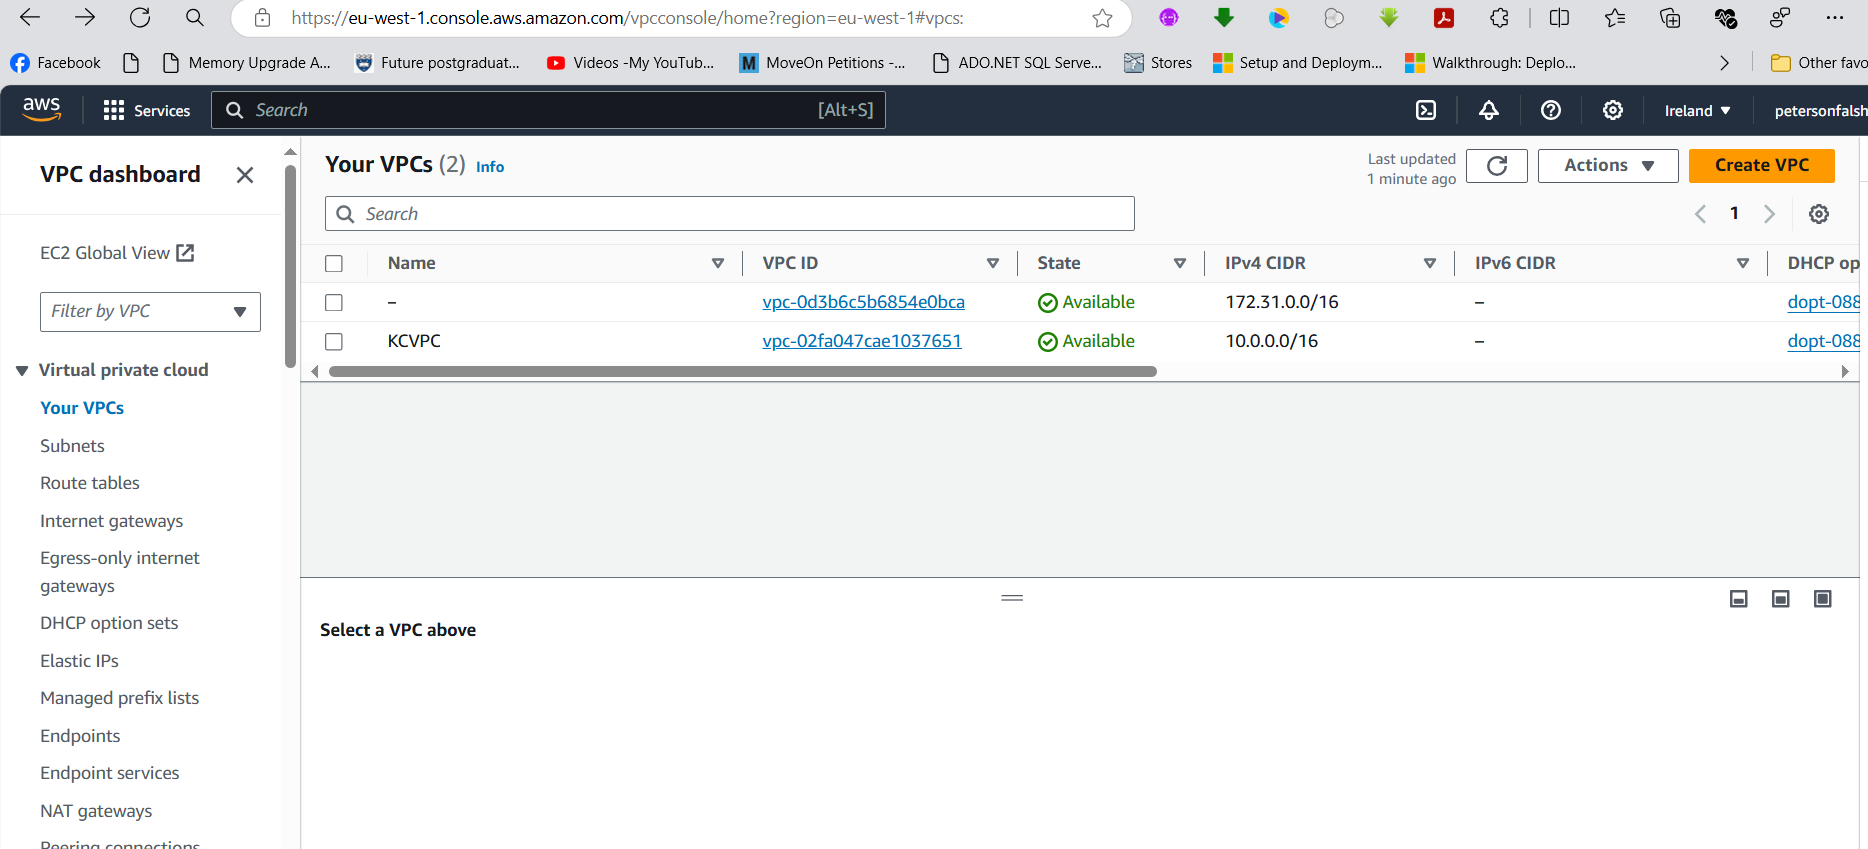 https://eu-west-1.console.aws.amazon.com/vpcconsole/home?region=eu-west-1#vpcs:
Facebook
Memory Upgrade A...
Future postgraduat...
Videos -My YouTub...
MoveOn Petitions -...
ADO.NET SQL Serve...
Stores
Setup and Deploym...
Walkthrough: Deplo...
Other favo
aws
Services
Search
[Alt+S]
Ireland
petersonfalsh
VPC dashboard
EC2 Global View
Filter by VPC
Virtual private cloud
Your VPCs
Subnets
Route tables
Internet gateways
Egress-only internet
gateways
DHCP option sets
Elastic IPs
Managed prefix lists
Endpoints
Endpoint services
NAT gateways
Peering connections
Your VPCs (2) Info
Last updated
1 minute ago
Actions
Create VPC
Search
1
Name VPC ID State IPv4 CIDR IPv6 CIDR DHCP op
– vpc-0d3b6c5b6854e0bca Available 172.31.0.0/16 – dopt-088
KCVPC vpc-02fa047cae1037651 Available 10.0.0.0/16 – dopt-088
Select a VPC above